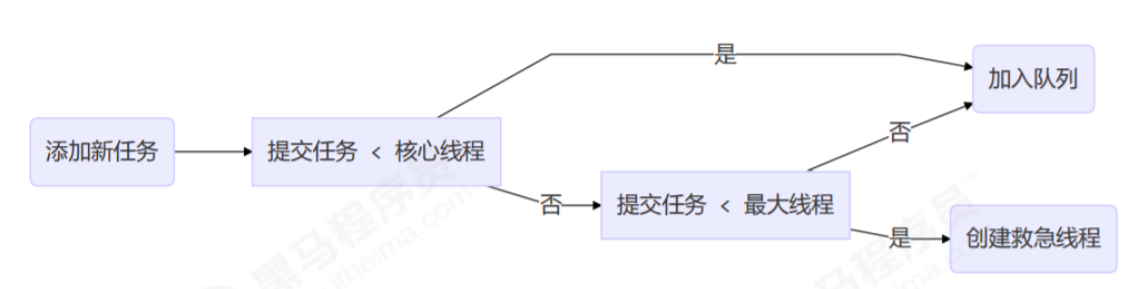 是
加入队列
添加新任务
提交任务 < 核心线程
否
否
提交任务 < 最大线程
是
创建救急线程
黑马程序员
itheima.com
黑马程序员™
itheima.com